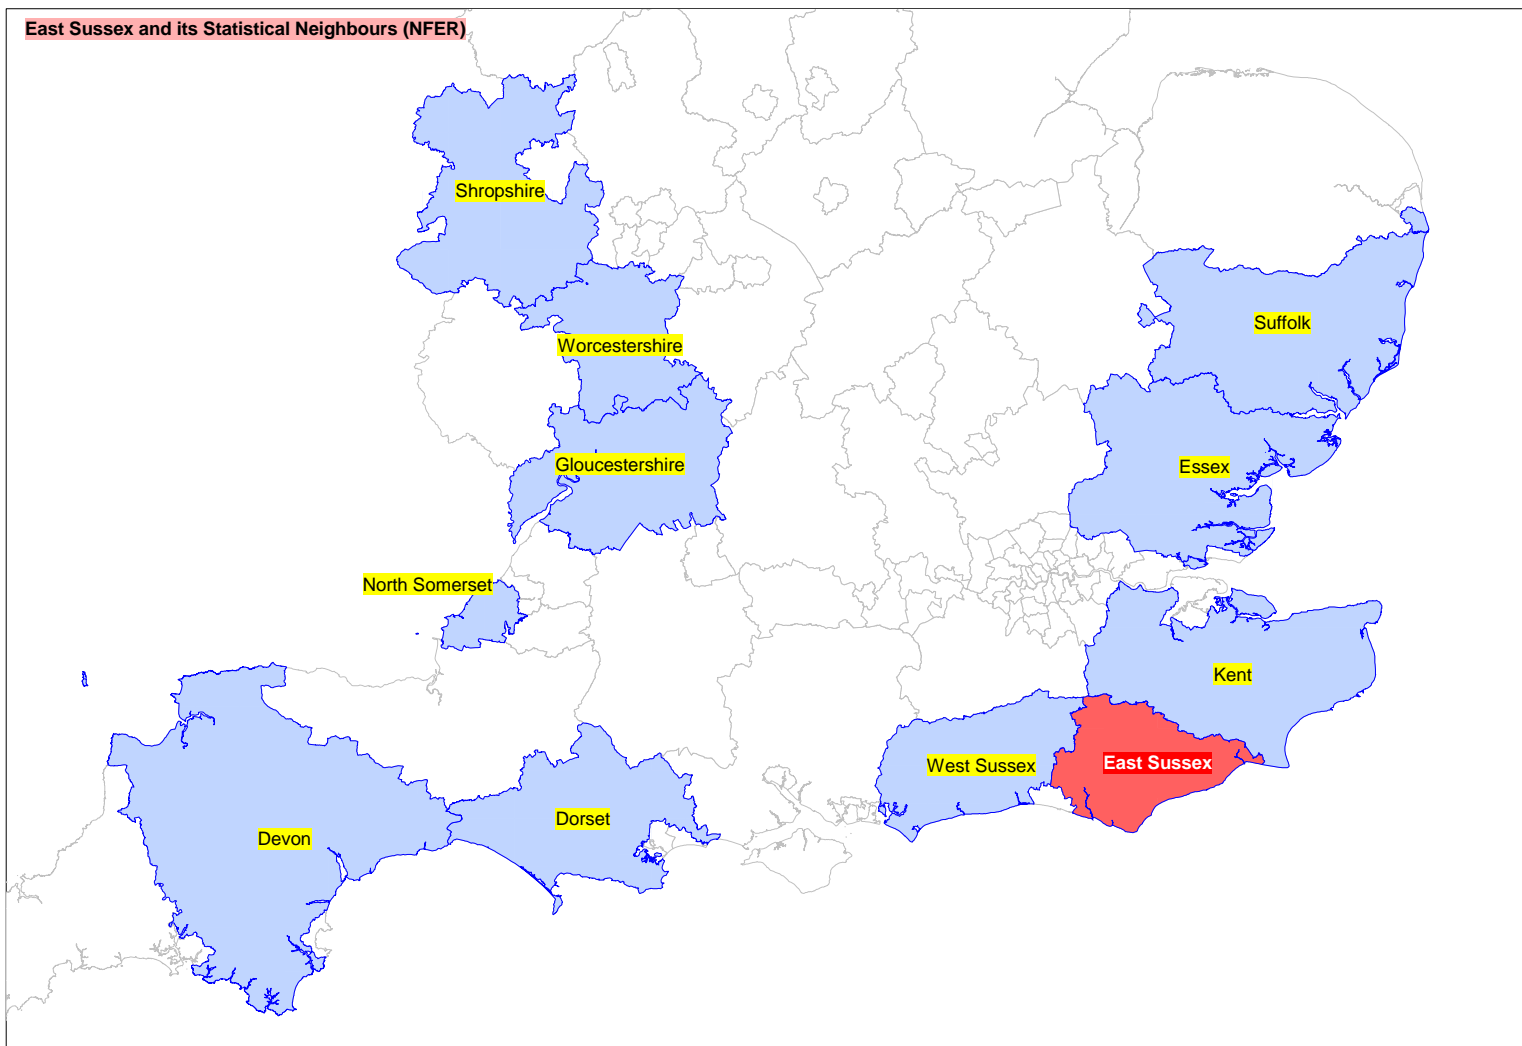 East Sussex and its Statistical Neighbours (NFER)
Shropshire
Suffolk
Worcestershire
Gloucestershire
Essex
North Somerset
Kent
West Sussex
East Sussex
Dorset
Devon